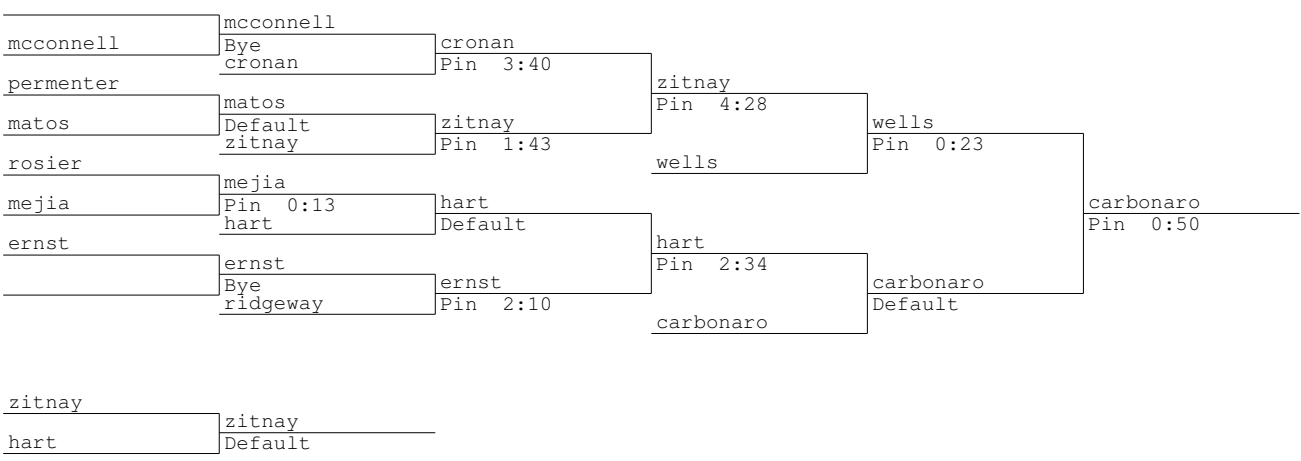 mcconnell
mcconnell
Bye
cronan
cronan
Pin 3:40
permenter
zitnay
Pin 4:28
matos
matos
Default
zitnay
zitnay
Pin 1:43
wells
Pin 0:23
rosier
wells
mejia
mejia
Pin 0:13
hart
hart
Default
carbonaro
Pin 0:50
ernst
hart
Pin 2:34
ernst
Bye
ridgeway
ernst
Pin 2:10
carbonaro
Default
carbonaro
zitnay
zitnay
Default
hart